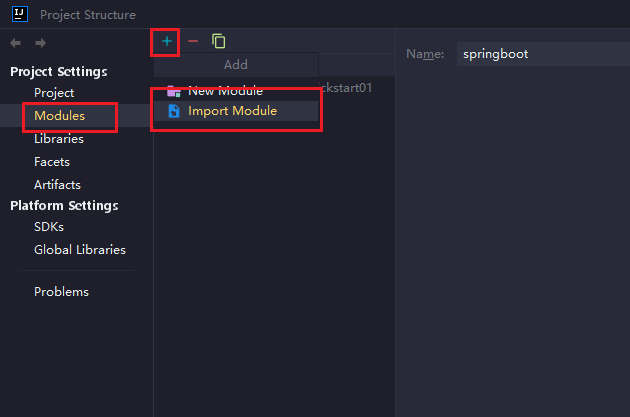 IJ Project Structure
Project Settings
Project
Modules
Libraries
Facets
Artifacts
Platform Settings
SDKs
Global Libraries
Problems
Add
New Module
ckstart01
Import Module
Name: springboot